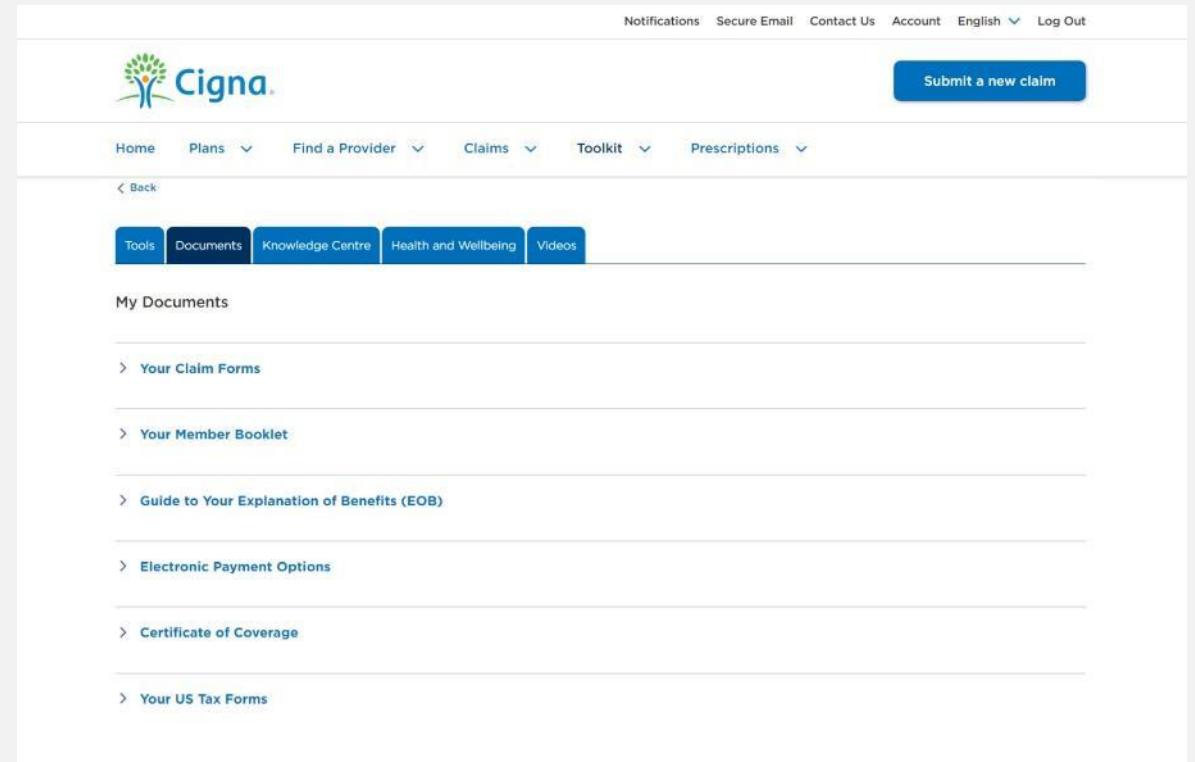 Notifications Secure Email Contact Us Account English Log Out
Cigna.
Submit a new claim
Home Plans Find a Provider Claims Toolkit Prescriptions
Back
Tools Documents Knowledge Centre Health and Wellbeing Videos
My Documents
Your Claim Forms
Your Member Booklet
Guide to Your Explanation of Benefits (EOB)
Electronic Payment Options
Certificate of Coverage
Your US Tax Forms